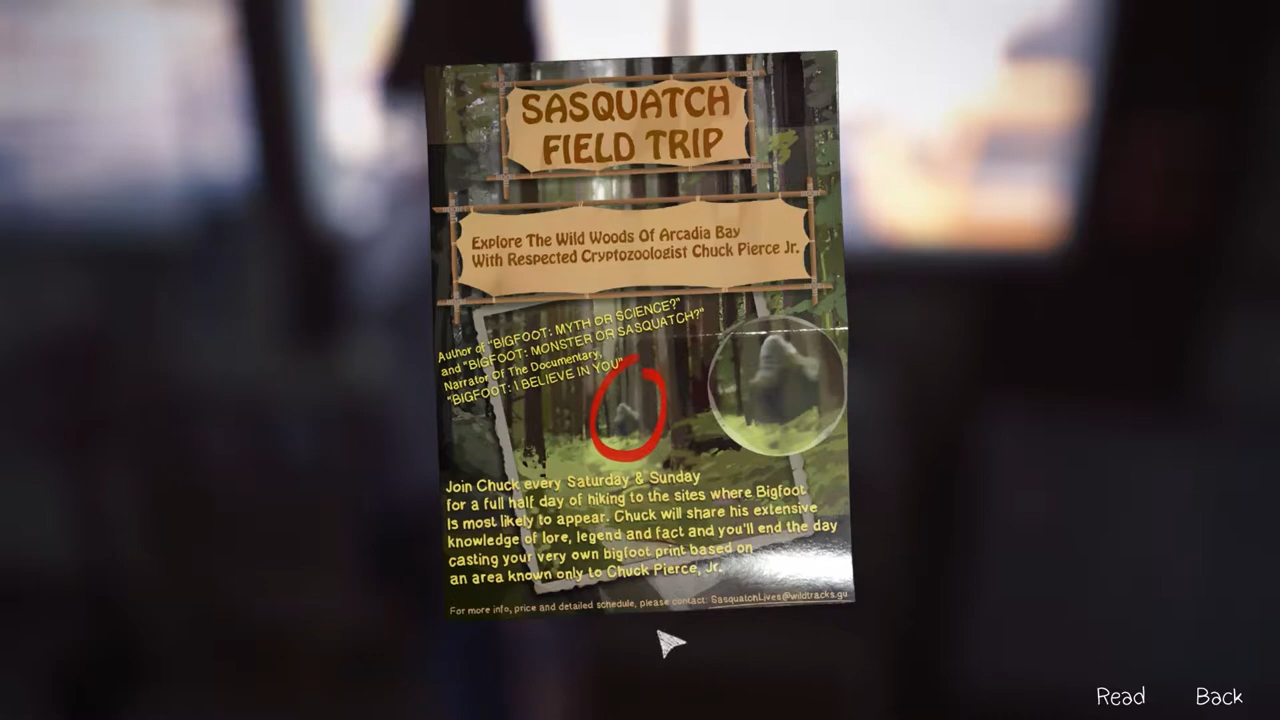 SASQUATCH
FIELD TRIP
Explore The Wild Woods Of Arcadia Bay
With Respected Cryptozoologist Chuck Pierce Jr.
Author of "BIGFOOT: MYTH OR SCIENCE?"
and "BIGFOOT: MONSTER OR SASQUATCH?"
Narrator Of The Documentary,
"BIGFOOT: I BELIEVE IN YOU"
Join Chuck every Saturday & Sunday
for a full half day of hiking to the sites where Bigfoot
Is most likely to appear. Chuck will share his extensive
knowledge of lore, legend and fact and you'll end the day
casting your very own bigfoot print based on
an area known only to Chuck Pierce, Jr.
For more info, price and detailed schedule, please contact: SasquatchLives@wildtracks.gu
Read Back